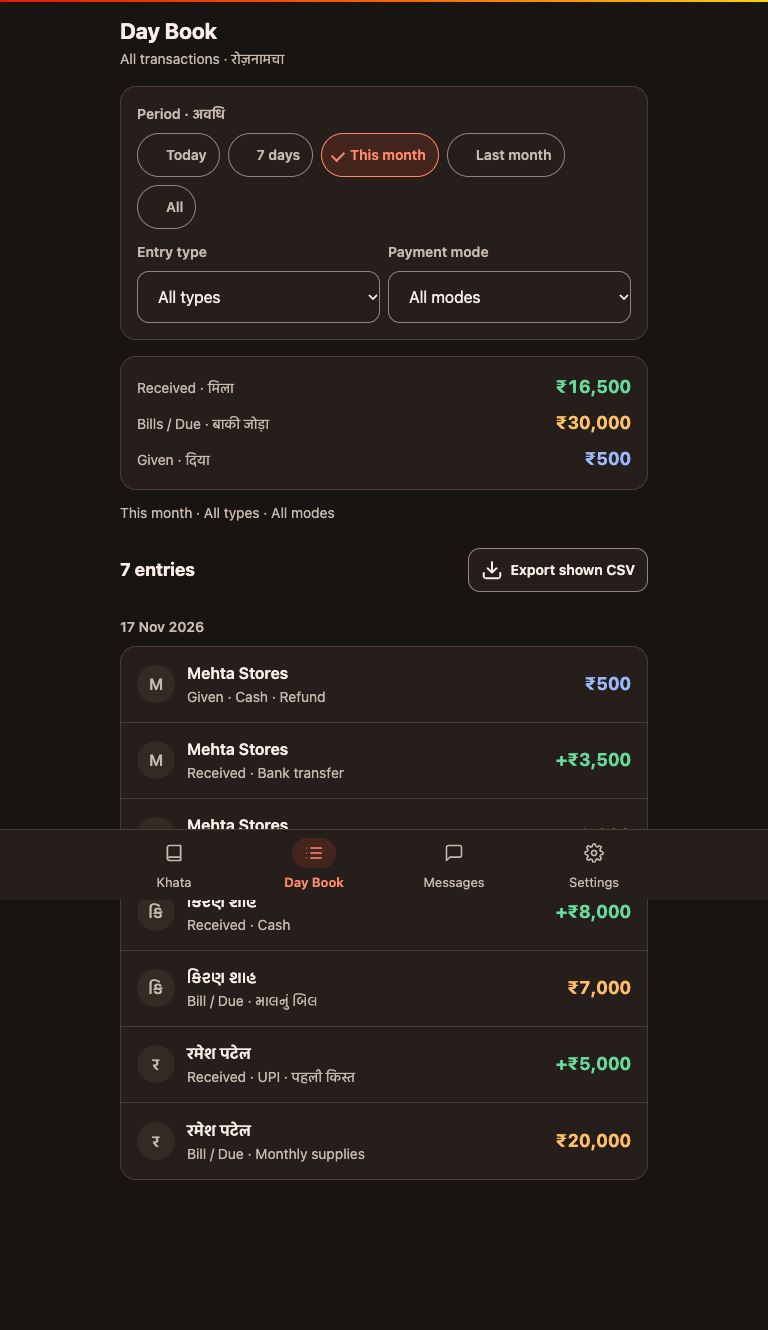 Day Book
All transactions · रोज़नामचा
Period · अवधि
Today
7 days
This month
Last month
All
Entry type
Payment mode
All types
All modes
Received · मिला
₹16,500
Bills / Due · बाकी जोड़ा
₹30,000
Given · दिया
₹500
This month · All types · All modes
7 entries
Export shown CSV
17 Nov 2026
M
Mehta Stores
₹500
Given · Cash · Refund
M
Mehta Stores
+₹3,500
Received · Bank transfer
Mehta Stores
Khata
Day Book
Messages
Settings
કિ
કિરણ શાહ
+₹8,000
Received · Cash
કિ
કિરણ શાહ
₹7,000
Bill / Due · માલનું બિલ
र
रमेश पटेल
+₹5,000
Received · UPI · पहली किस्त
र
रमेश पटेल
₹20,000
Bill / Due · Monthly supplies